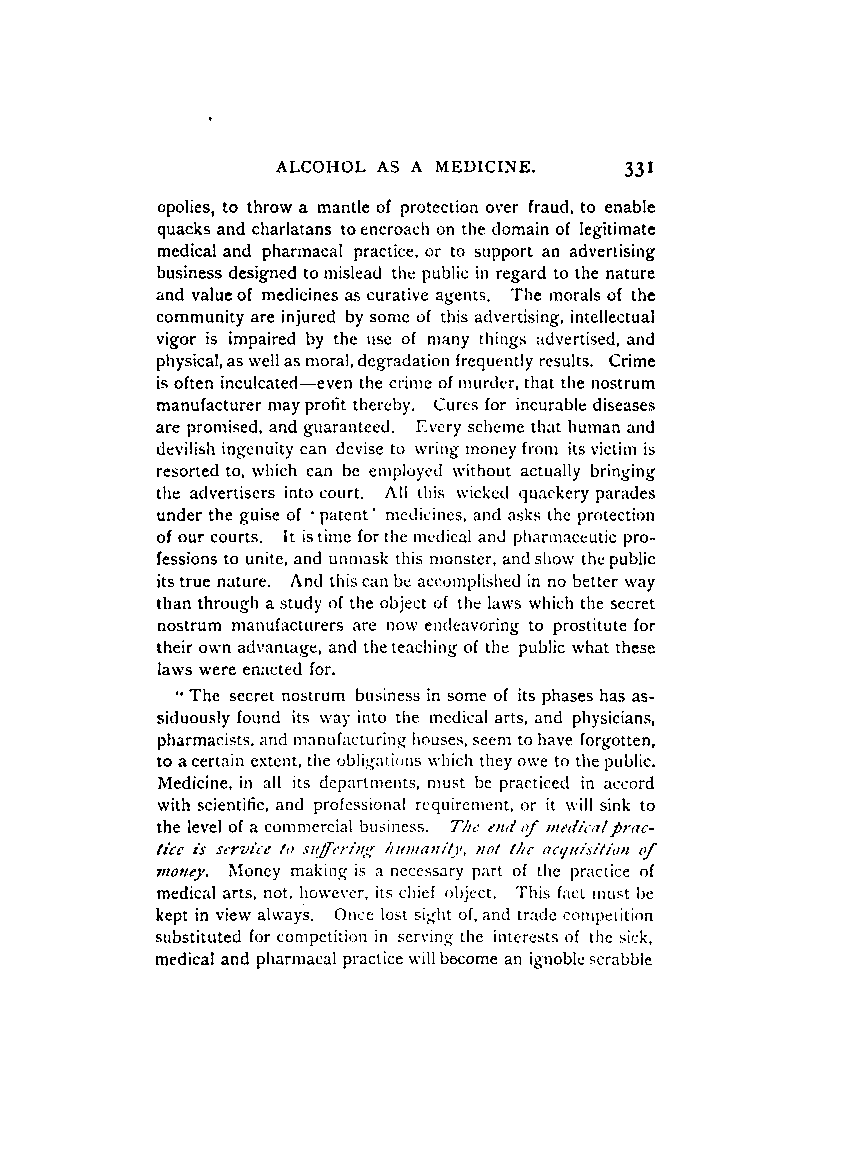 ALCOHOL AS A MEDICINE. 331
opolies, to throw a mantle of protection over fraud, to enable
quacks and charlatans to encroach on the domain of legitimate
medical and pharmacal practice, or to support an advertising
business designed to mislead the public in regard to the nature
and value of medicines as curative agents. The morals of the
community are injured by some of this advertising, intellectual
vigor is impaired by the use of many things advertised, and
physical, as well as moral, degradation frequently results. Crime
is often inculcated—even the crime of murder, that the nostrum
manufacturer may profit thereby. Cures for incurable diseases
are promised, and guaranteed. Every scheme that human and
devilish ingenuity can devise to wring money from its victim is
resorted to, which can be employed without actually bringing
the advertisers into court. All this wicked quackery parades
under the guise of 'patent' medicines, and asks the protection
of our courts. It is time for the medical and pharmaceutic pro-
fessions to unite, and unmask this monster, and show the public
its true nature. And this can be accomplished in no better way
than through a study of the object of the laws which the secret
nostrum manufacturers are now endeavoring to prostitute for
their own advantage, and the teaching of the public what these
laws were enacted for.
"The secret nostrum business in some of its phases has as-
siduously found its way into the medical arts, and physicians,
pharmacists, and manufacturing houses, seem to have forgotten,
to a certain extent, the obligations which they owe to the public.
Medicine, in all its departments, must be practiced in accord
with scientific, and professional requirement, or it will sink to
the level of a commercial business. The end of medical prac-
tice is service to suffering humanity, not the acquisition of
money. Money making is a necessary part of the practice of
medical arts, not, however, its chief object. This fact must be
kept in view always. Once lost sight of, and trade competition
substituted for competition in serving the interests of the sick,
medical and pharmacal practice will become an ignoble scrabble